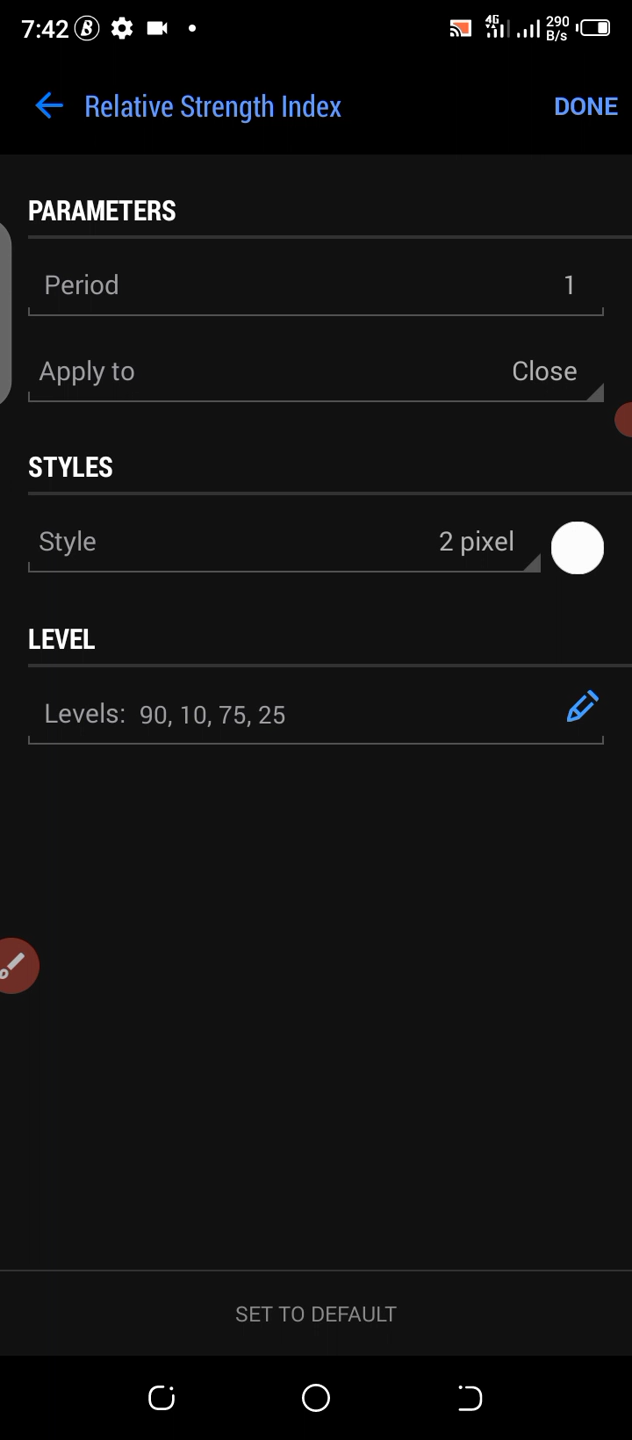 7:42 B 4G 290 B/s
Relative Strength Index DONE
PARAMETERS
Period 1
Apply to Close
STYLES
Style 2 pixel
LEVEL
Levels: 90, 10, 75, 25
SET TO DEFAULT